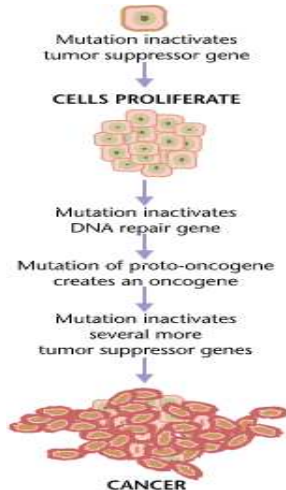 Mutation inactivates
tumor suppressor gene
CELLS PROLIFERATE
Mutation inactivates
DNA repair gene
Mutation of proto-oncogene
creates an oncogene
Mutation inactivates
several more
tumor suppressor genes
CANCER